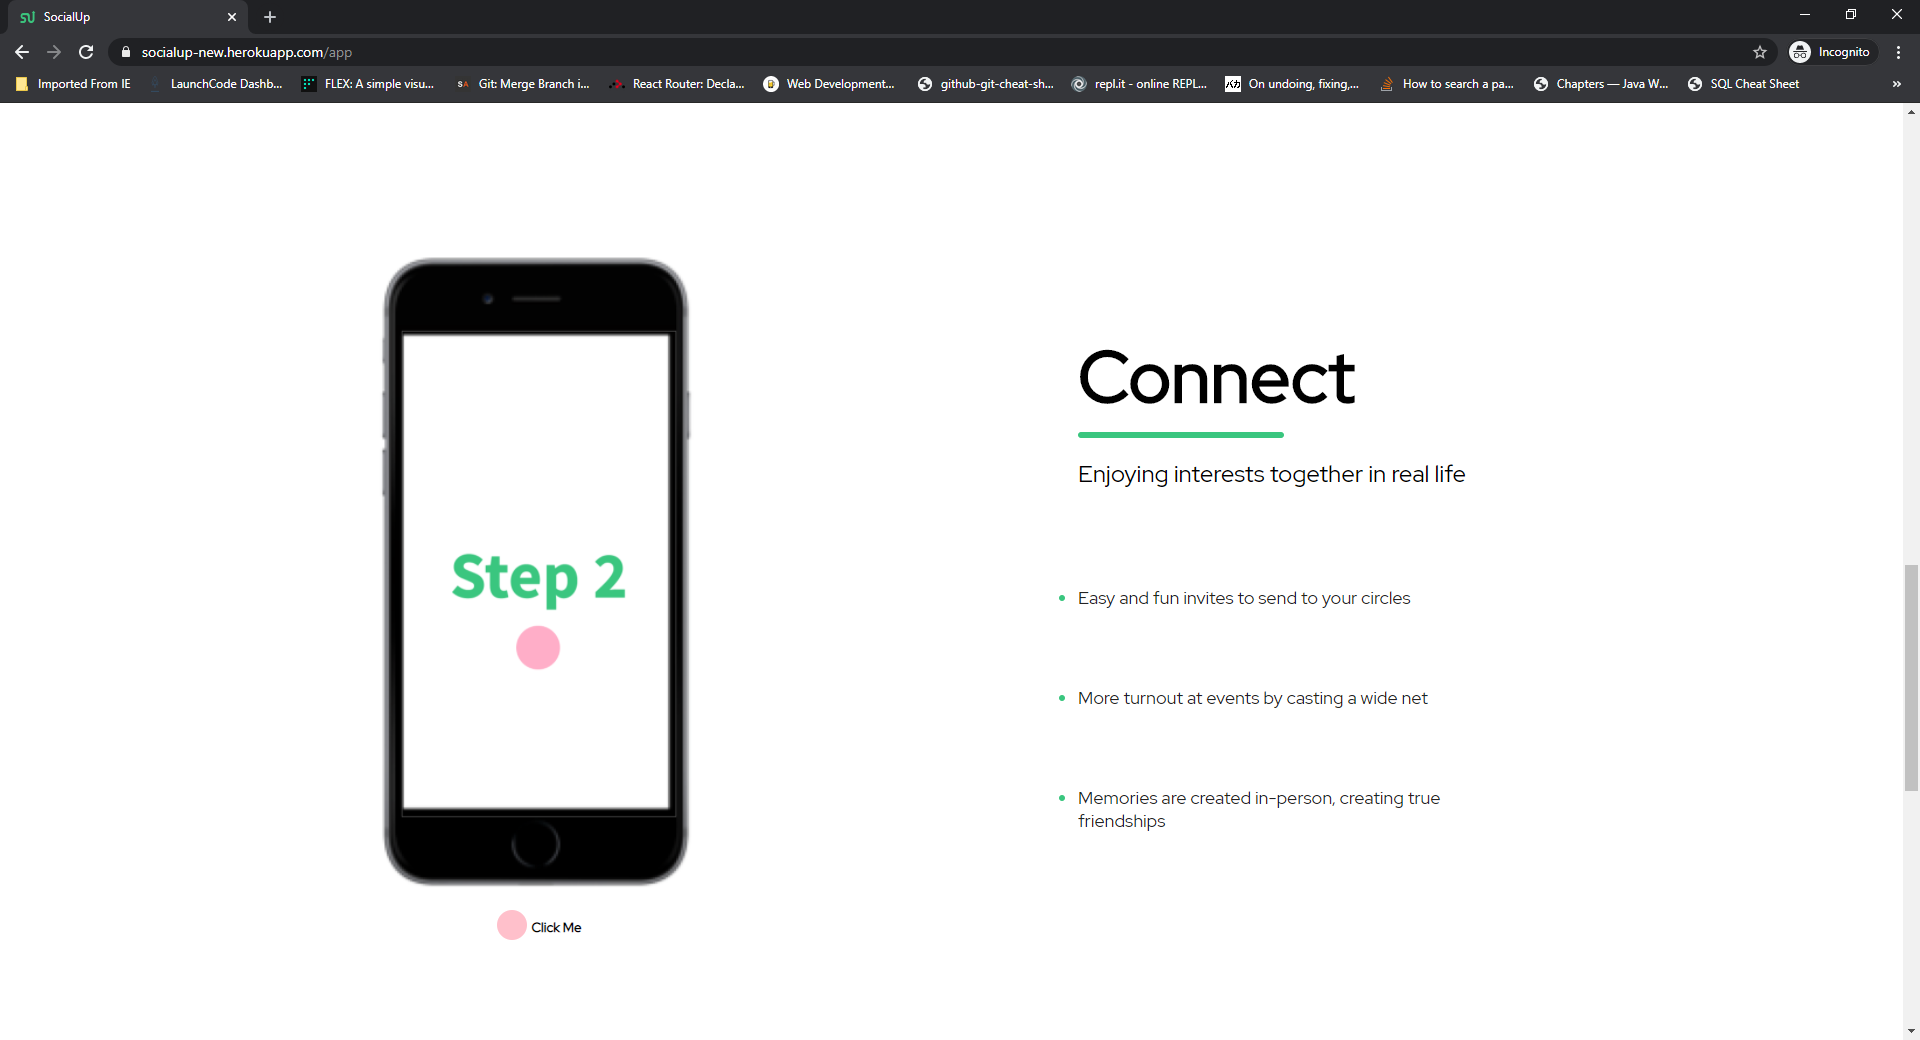 SocialUp
socialup-new.herokuapp.com/app
Incognito
Imported From IE
LaunchCode Dashb...
FLEX: A simple visu...
SA
Git: Merge Branch i...
React Router: Decla...
Web Development...
github-git-cheat-sh...
repl.it - online REPL...
On undoing, fixing,...
How to search a pa...
Chapters — Java W...
SQL Cheat Sheet
Step 2
Click Me
Connect
Enjoying interests together in real life
Easy and fun invites to send to your circles
More turnout at events by casting a wide net
Memories are created in-person, creating true
friendships